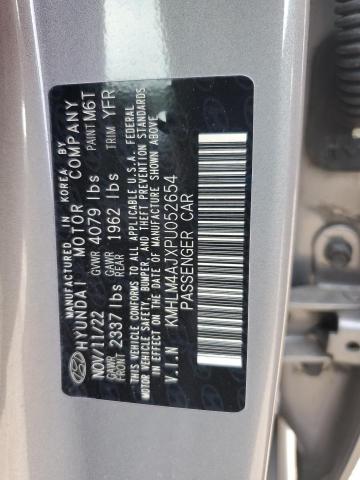 MANUFACTURED IN KOREA BY
HYUNDAI MOTOR COMPANY
NOV/11/22 GVWR 4079 lbs PAINT M6T
GAWR FRONT 2337 lbs GAWR REAR 1962 lbs TRIM YFR
THIS VEHICLE CONFORMS TO ALL APPLICABLE U.S.A. FEDERAL
MOTOR VEHICLE SAFETY, BUMPER, AND THEFT PREVENTION STANDARDS
IN EFFECT ON THE DATE OF MANUFACTURE SHOWN ABOVE.
V.I.N KMHLM4AJXPU052654
PASSENGER CAR